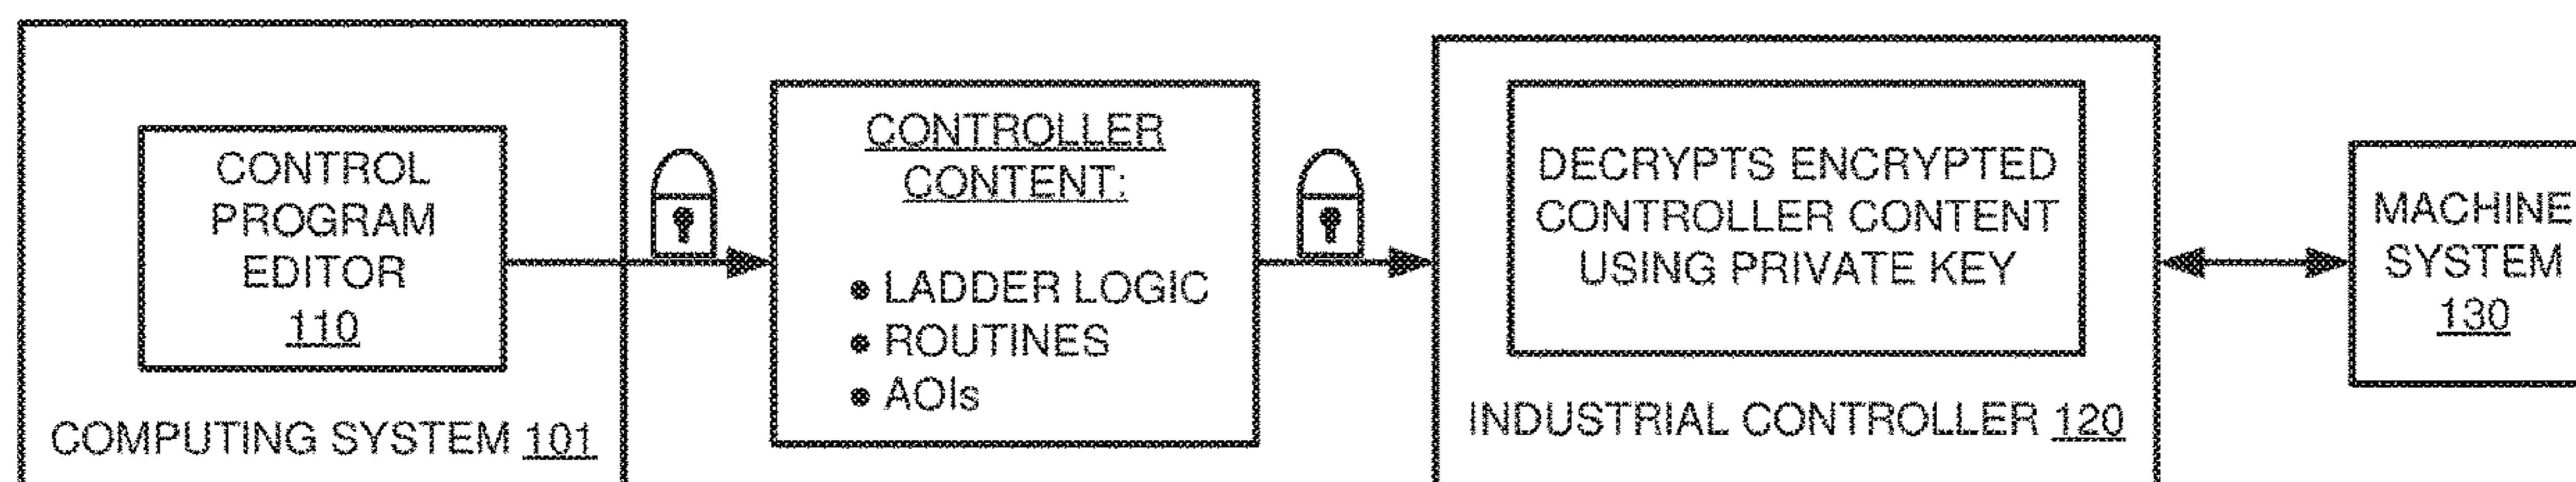 CONTROL
PROGRAM
EDITOR
110
COMPUTING SYSTEM 101
CONTROLLER
CONTENT:
• LADDER LOGIC
• ROUTINES
• AOIs
DECRYPTS ENCRYPTED
CONTROLLER CONTENT
USING PRIVATE KEY
INDUSTRIAL CONTROLLER 120
MACHINE
SYSTEM
130